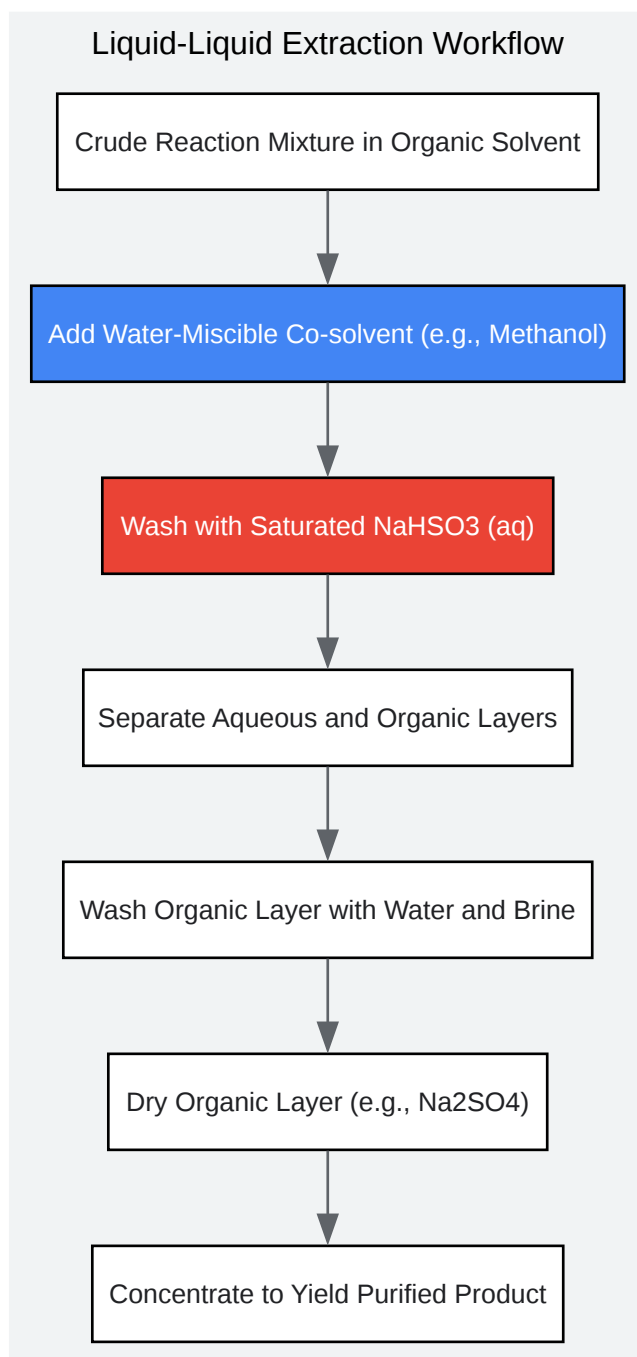 Liquid-Liquid Extraction Workflow
Crude Reaction Mixture in Organic Solvent
Add Water-Miscible Co-solvent (e.g., Methanol)
Wash with Saturated NaHSO3 (aq)
Separate Aqueous and Organic Layers
Wash Organic Layer with Water and Brine
Dry Organic Layer (e.g., Na2SO4)
Concentrate to Yield Purified Product